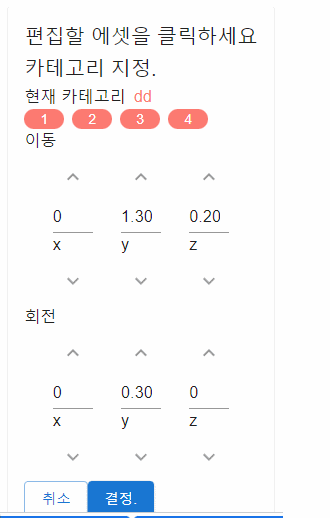 편집할 에셋을 클릭하세요
카테고리 지정.
현재 카테고리 dd
1 2 3 4
이동
0 1.30 0.20
x y z
회전
0 0.30 0
x y z
취소 결정.